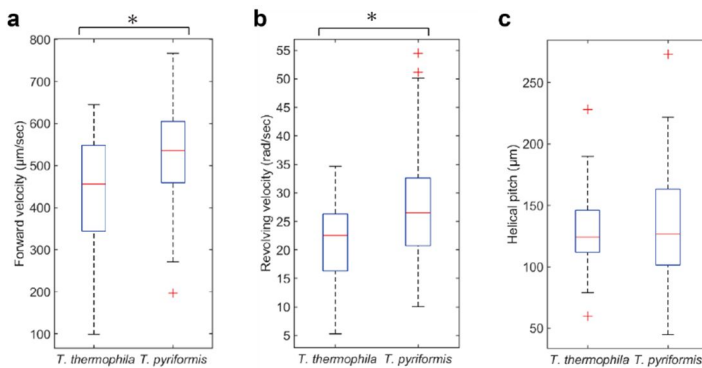 a
*
800
700
600
500
400
300
200
100
Forward velocity (µm/sec)
T. thermophila T. pyriformis
b
*
55
50
45
40
35
30
25
20
15
10
5
Revolving velocity (rad/sec)
T. thermophila T. pyriformis
c
250
200
150
100
50
Helical pitch (µm)
T. thermophila T. pyriformis